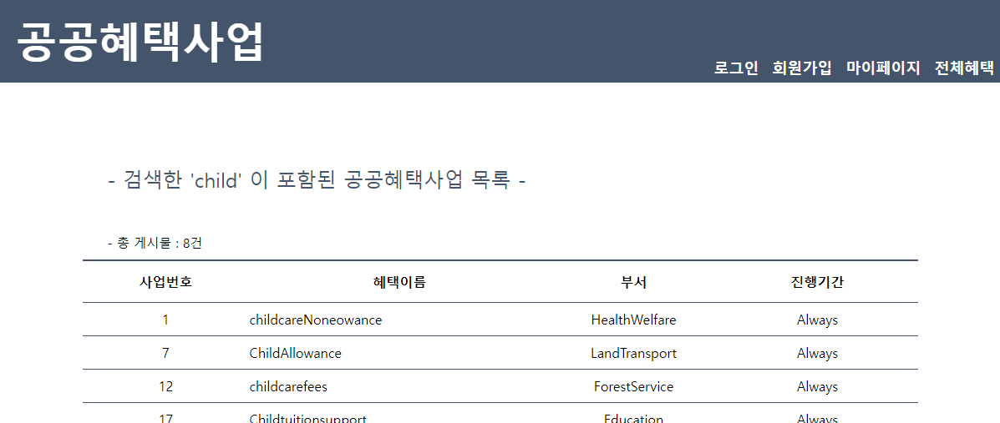 공공혜택사업
로그인 회원가입 마이페이지 전체혜택
- 검색한 'child' 이 포함된 공공혜택사업 목록 -
- 총 게시물 : 8건
사업번호 혜택이름 부서 진행기간
1 childcareNoneowance HealthWelfare Always
7 ChildAllowance LandTransport Always
12 childcarefees ForestService Always
17 Childtuitionsupport Education Always